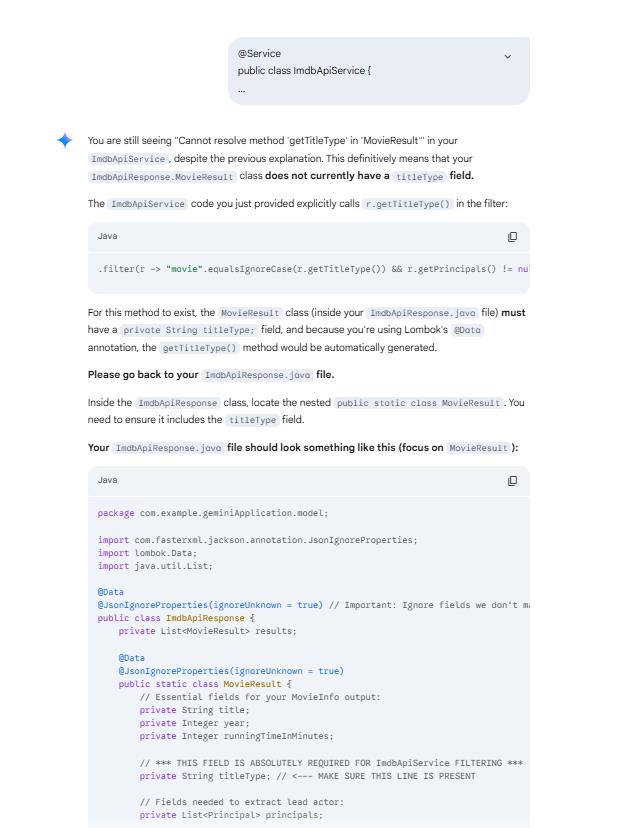 @Service
public class ImdbApiService {
...
You are still seeing "Cannot resolve method 'getTitleType' in 'MovieResult'" in your
ImdbApiService , despite the previous explanation. This definitively means that your
ImdbApiResponse.MovieResult class does not currently have a titleType field.
The ImdbApiService code you just provided explicitly calls r.getTitleType() in the filter:
Java
.filter(r -> "movie".equalsIgnoreCase(r.getTitleType()) && r.getPrincipals() != nu
For this method to exist, the MovieResult class (inside your ImdbApiResponse.java file) must
have a private String titleType; field, and because you're using Lombok's @Data
annotation, the getTitleType() method would be automatically generated.
Please go back to your ImdbApiResponse.java file.
Inside the ImdbApiResponse class, locate the nested public static class MovieResult . You
need to ensure it includes the titleType field.
Your ImdbApiResponse.java file should look something like this (focus on MovieResult ):
Java
package com.example.geminiApplication.model;
import com.fasterxml.jackson.annotation.JsonIgnoreProperties;
import lombok.Data;
import java.util.List;
@Data
@JsonIgnoreProperties(ignoreUnknown = true) // Important: Ignore fields we don't m
public class ImdbApiResponse {
private List<MovieResult> results;
@Data
@JsonIgnoreProperties(ignoreUnknown = true)
public static class MovieResult {
// Essential fields for your MovieInfo output:
private String title;
private Integer year;
private Integer runningTimeInMinutes;
// *** THIS FIELD IS ABSOLUTELY REQUIRED FOR ImdbApiService FILTERING ***
private String titleType; // <--- MAKE SURE THIS LINE IS PRESENT
// Fields needed to extract lead actor:
private List<Principal> principals;